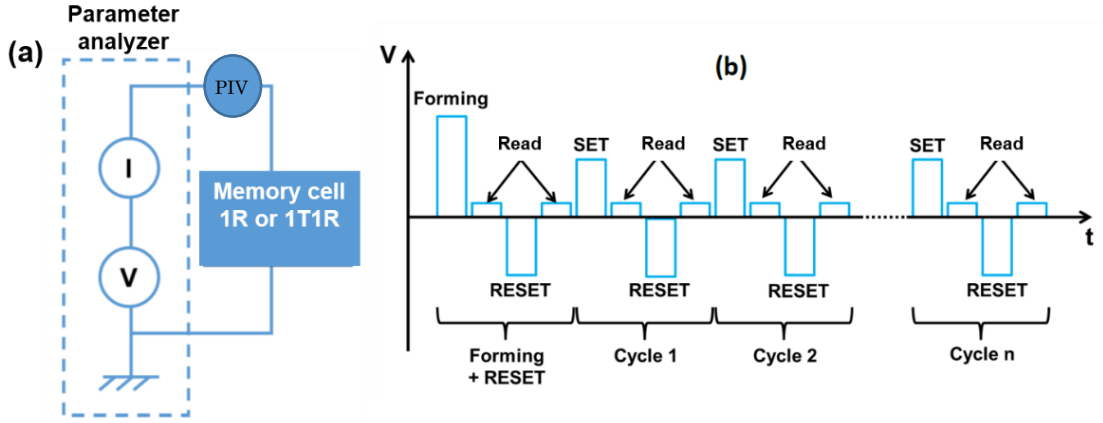 Parameter
analyzer
(a)
PIV
I
V
Memory cell
1R or 1T1R
(b)
V
Forming
Read
SET
Read
SET
Read
SET
Read
t
RESET
RESET
RESET
RESET
Forming
+ RESET
Cycle 1
Cycle 2
Cycle n